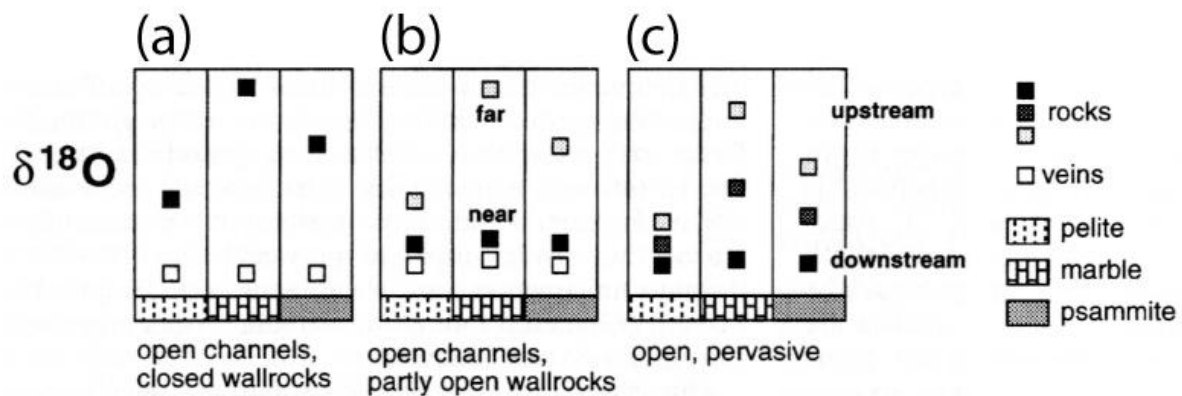 (a)
(b)
(c)
δ¹⁸O
far
near
upstream
downstream
rocks
veins
pelite
marble
psammite
open channels,
closed wallrocks
open channels,
partly open wallrocks
open, pervasive